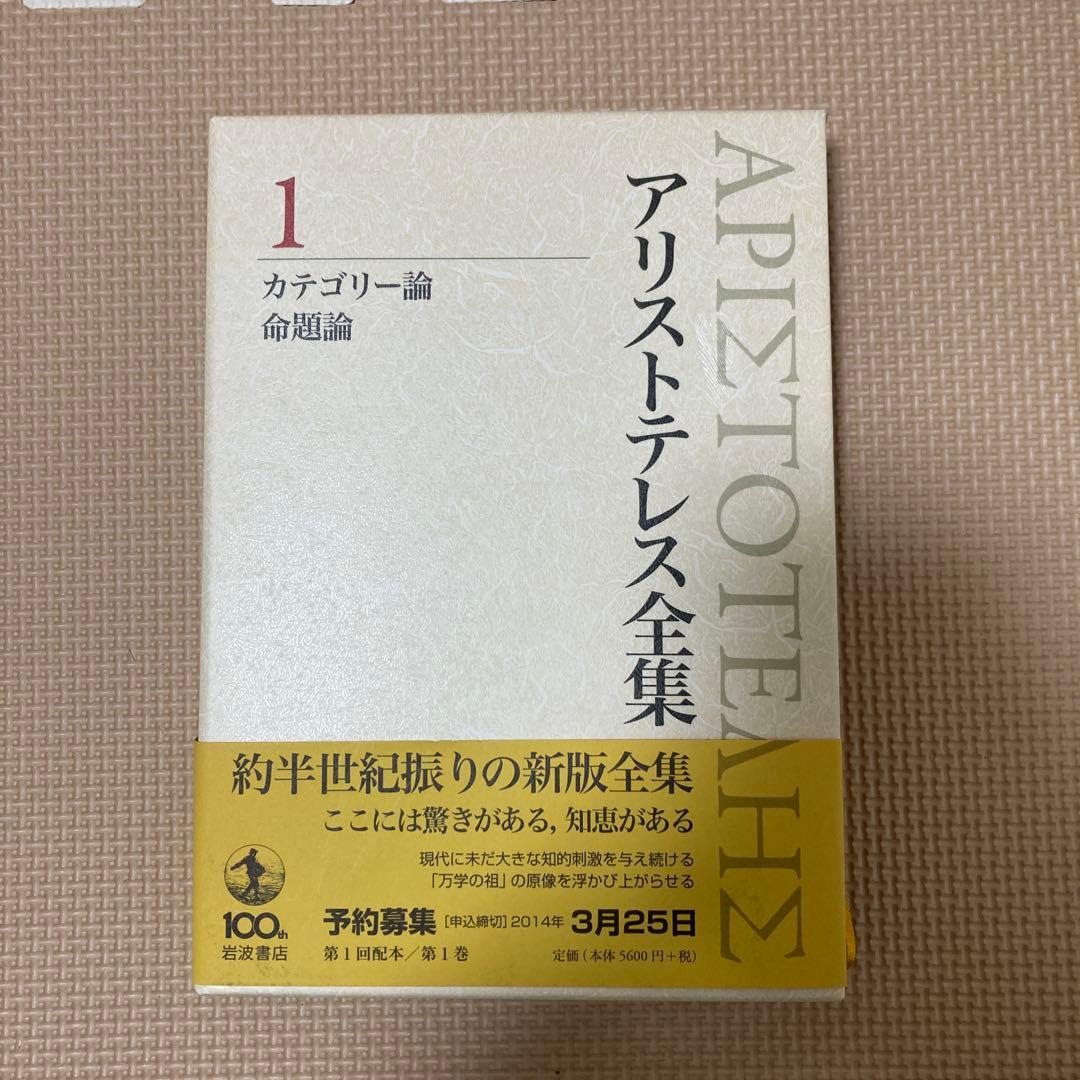 1
カテゴリー論
命題論
アリストテレス全集
ΑΡΙΣΤΟΤΕΛΗΣ
約半世紀振りの新版全集
ここには驚きがある, 知恵がある
現代に未だ大きな知的刺激を与え続ける
「万学の祖」の原像を浮かび上がらせる
100th
岩波書店
予約募集 [申込締切] 2014年 3月25日
第1回配本/第1巻 定価(本体 5600円+税)